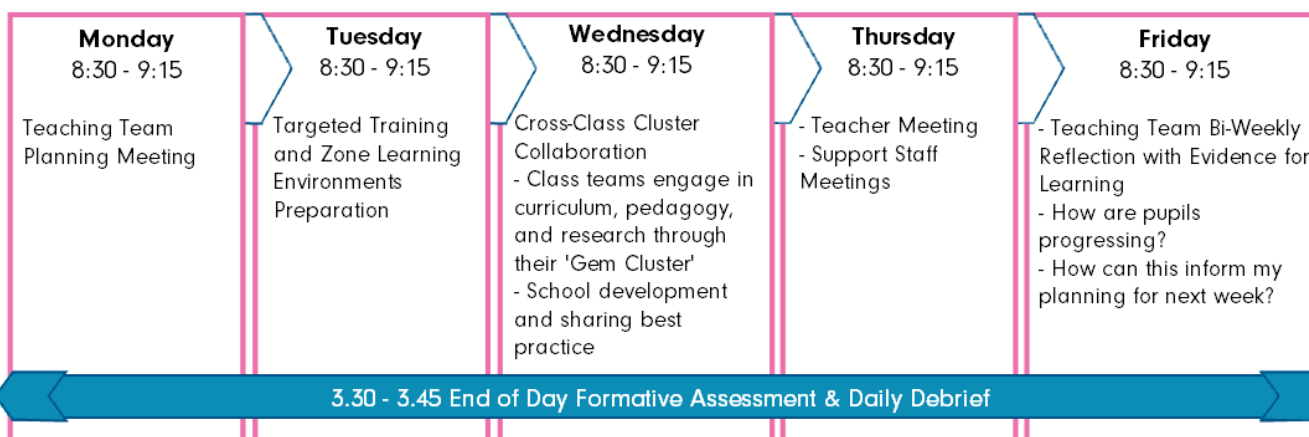 Monday
8:30 - 9:15
Teaching Team
Planning Meeting
Tuesday
8:30 - 9:15
Targeted Training
and Zone Learning
Environments
Preparation
Wednesday
8:30 - 9:15
Cross-Class Cluster
Collaboration
- Class teams engage in
curriculum, pedagogy,
and research through
their 'Gem Cluster'
- School development
and sharing best
practice
Thursday
8:30 - 9:15
- Teacher Meeting
- Support Staff
Meetings
Friday
8:30 - 9:15
- Teaching Team Bi-Weekly
Reflection with Evidence for
Learning
- How are pupils
progressing?
- How can this inform my
planning for next week?
3.30 - 3.45 End of Day Formative Assessment & Daily Debrief